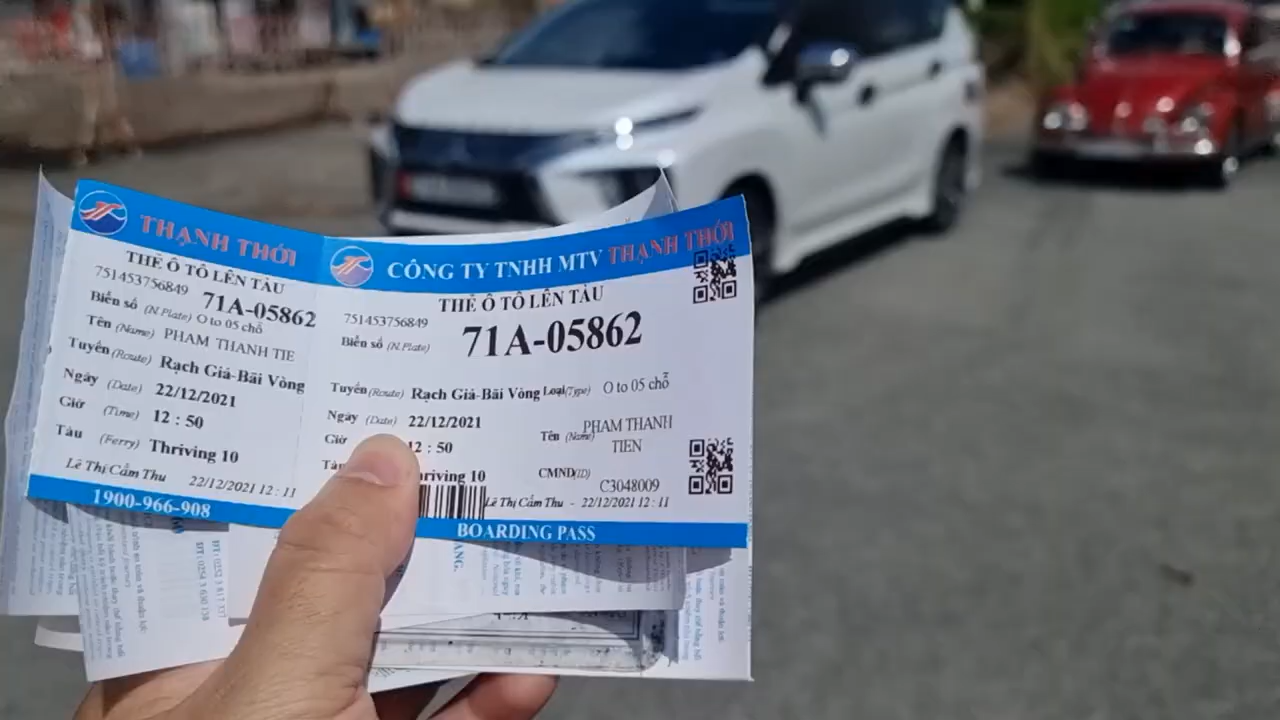 THẠNH THỚI
THẺ Ô TÔ LÊN TÀU
751453756849
71A-05862
Biển số (N.Plate) O to 05 chỗ
Tên (Name) PHAM THANH TIE
Tuyến (Route) Rạch Giá-Bãi Vòng
Ngày (Date) 22/12/2021
Giờ (Time) 12 : 50
Tàu (Ferry) Thriving 10
Lê Thị Cẩm Thu 22/12/2021 12 : 11
1900-966-908
CÔNG TY TNHH MTV THẠNH THỚI
THẺ Ô TÔ LÊN TÀU
751453756849
Biển số (N.Plate) 71A-05862
Tuyến (Route) Rạch Giá-Bãi Vòng Loại (Type) O to 05 chỗ
Ngày (Date) 22/12/2021
Tên (Name) PHAM THANH TIEN
Giờ 12 : 50
CMND(ID) C3048009
hriving 10
Lê Thị Cẩm Thu - 22/12/2021 12 : 11
BOARDING PASS